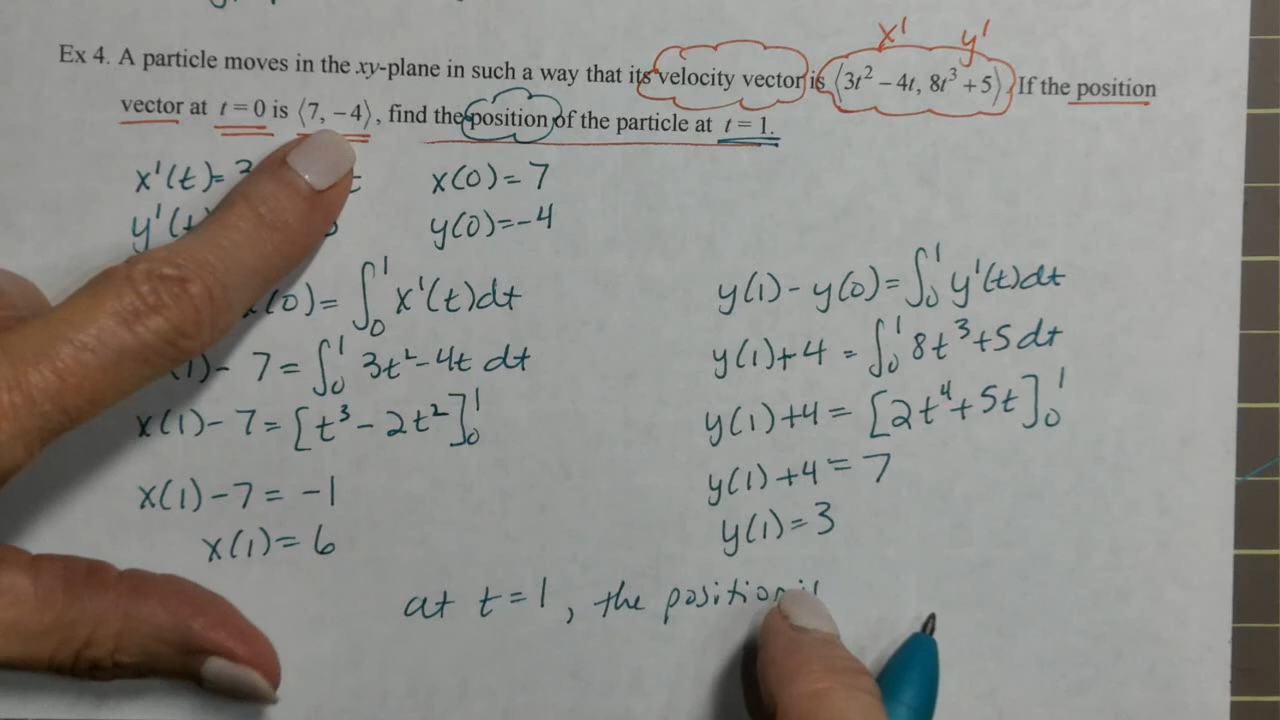 x' y'
Ex 4. A particle moves in the xy-plane in such a way that its velocity vector is ⟨3t² − 4t, 8t³ + 5⟩. If the position
vector at t = 0 is ⟨7, −4⟩, find the position of the particle at t = 1.
x'(t)= 3 x(0)= 7
y'(t y(0)=-4
(0)= ∫₀¹ x'(t)dt y(1)- y(0)= ∫₀¹ y'(t)dt
1)- 7 = ∫₀¹ 3t²-4t dt y(1)+4 = ∫₀¹ 8t³+5dt
x(1)- 7= [t³- 2t²]₀¹ y(1)+4= [2t⁴+5t]₀¹
x(1)-7= -1 y(1)+4= 7
x(1)= 6 y(1)= 3
at t=1, the position